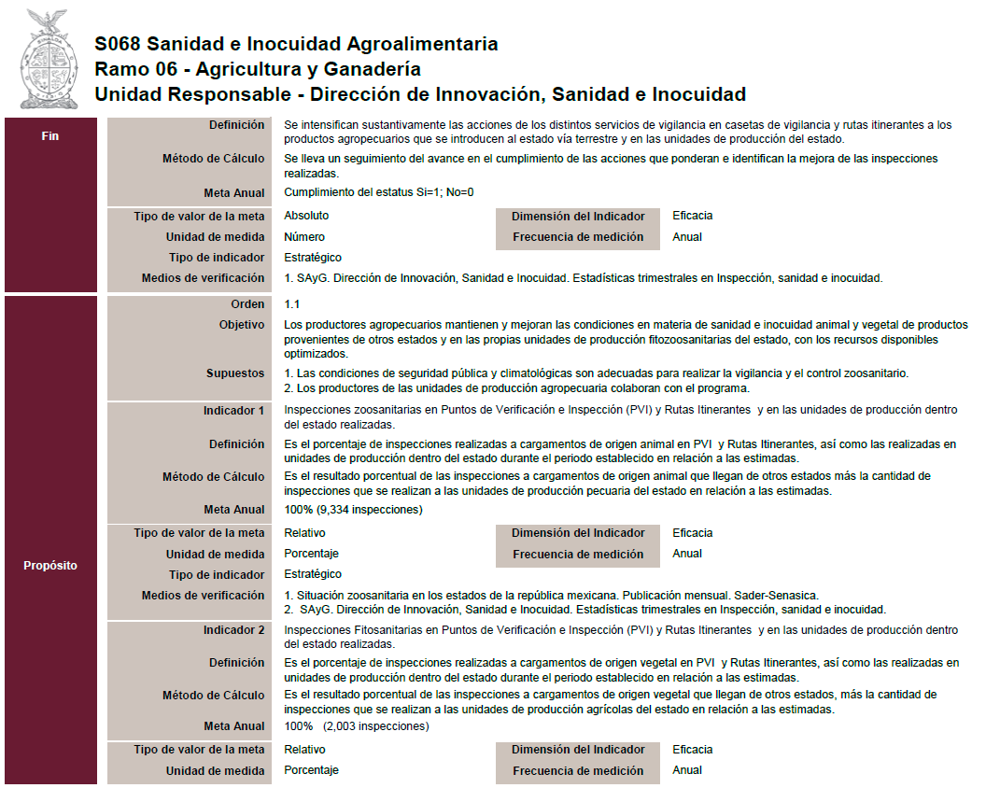 SINALOA
S068 Sanidad e Inocuidad Agroalimentaria
Ramo 06 - Agricultura y Ganadería
Unidad Responsable - Dirección de Innovación, Sanidad e Inocuidad
Fin
Definición Se intensifican sustantivamente las acciones de los distintos servicios de vigilancia en casetas de vigilancia y rutas itinerantes a los
productos agropecuarios que se introducen al estado vía terrestre y en las unidades de producción del estado.
Método de Cálculo Se lleva un seguimiento del avance en el cumplimiento de las acciones que ponderan e identifican la mejora de las inspecciones
realizadas.
Meta Anual Cumplimiento del estatus Si=1; No=0
Tipo de valor de la meta Absoluto Dimensión del Indicador Eficacia
Unidad de medida Número Frecuencia de medición Anual
Tipo de indicador Estratégico
Medios de verificación 1. SAyG. Dirección de Innovación, Sanidad e Inocuidad. Estadísticas trimestrales en Inspección, sanidad e inocuidad.
Propósito
Orden 1.1
Objetivo Los productores agropecuarios mantienen y mejoran las condiciones en materia de sanidad e inocuidad animal y vegetal de productos
provenientes de otros estados y en las propias unidades de producción fitozoosanitarias del estado, con los recursos disponibles
optimizados.
Supuestos 1. Las condiciones de seguridad pública y climatológicas son adecuadas para realizar la vigilancia y el control zoosanitario.
2. Los productores de las unidades de producción agropecuaria colaboran con el programa.
Indicador 1 Inspecciones zoosanitarias en Puntos de Verificación e Inspección (PVI) y Rutas Itinerantes y en las unidades de producción dentro
del estado realizadas.
Definición Es el porcentaje de inspecciones realizadas a cargamentos de origen animal en PVI y Rutas Itinerantes, así como las realizadas en
unidades de producción dentro del estado durante el periodo establecido en relación a las estimadas.
Método de Cálculo Es el resultado porcentual de las inspecciones a cargamentos de origen animal que llegan de otros estados más la cantidad de
inspecciones que se realizan a las unidades de producción pecuaria del estado en relación a las estimadas.
Meta Anual 100% (9,334 inspecciones)
Tipo de valor de la meta Relativo Dimensión del Indicador Eficacia
Unidad de medida Porcentaje Frecuencia de medición Anual
Tipo de indicador Estratégico
Medios de verificación 1. Situación zoosanitaria en los estados de la república mexicana. Publicación mensual. Sader-Senasica.
2. SAyG. Dirección de Innovación, Sanidad e Inocuidad. Estadísticas trimestrales en Inspección, sanidad e inocuidad.
Indicador 2 Inspecciones Fitosanitarias en Puntos de Verificación e Inspección (PVI) y Rutas Itinerantes y en las unidades de producción dentro
del estado realizadas.
Definición Es el porcentaje de inspecciones realizadas a cargamentos de origen vegetal en PVI y Rutas Itinerantes, así como las realizadas en
unidades de producción dentro del estado durante el periodo establecido en relación a las estimadas.
Método de Cálculo Es el resultado porcentual de las inspecciones a cargamentos de origen vegetal que llegan de otros estados, más la cantidad de
inspecciones que se realizan a las unidades de producción agrícolas del estado en relación a las estimadas.
Meta Anual 100% (2,003 inspecciones)
Tipo de valor de la meta Relativo Dimensión del Indicador Eficacia
Unidad de medida Porcentaje Frecuencia de medición Anual